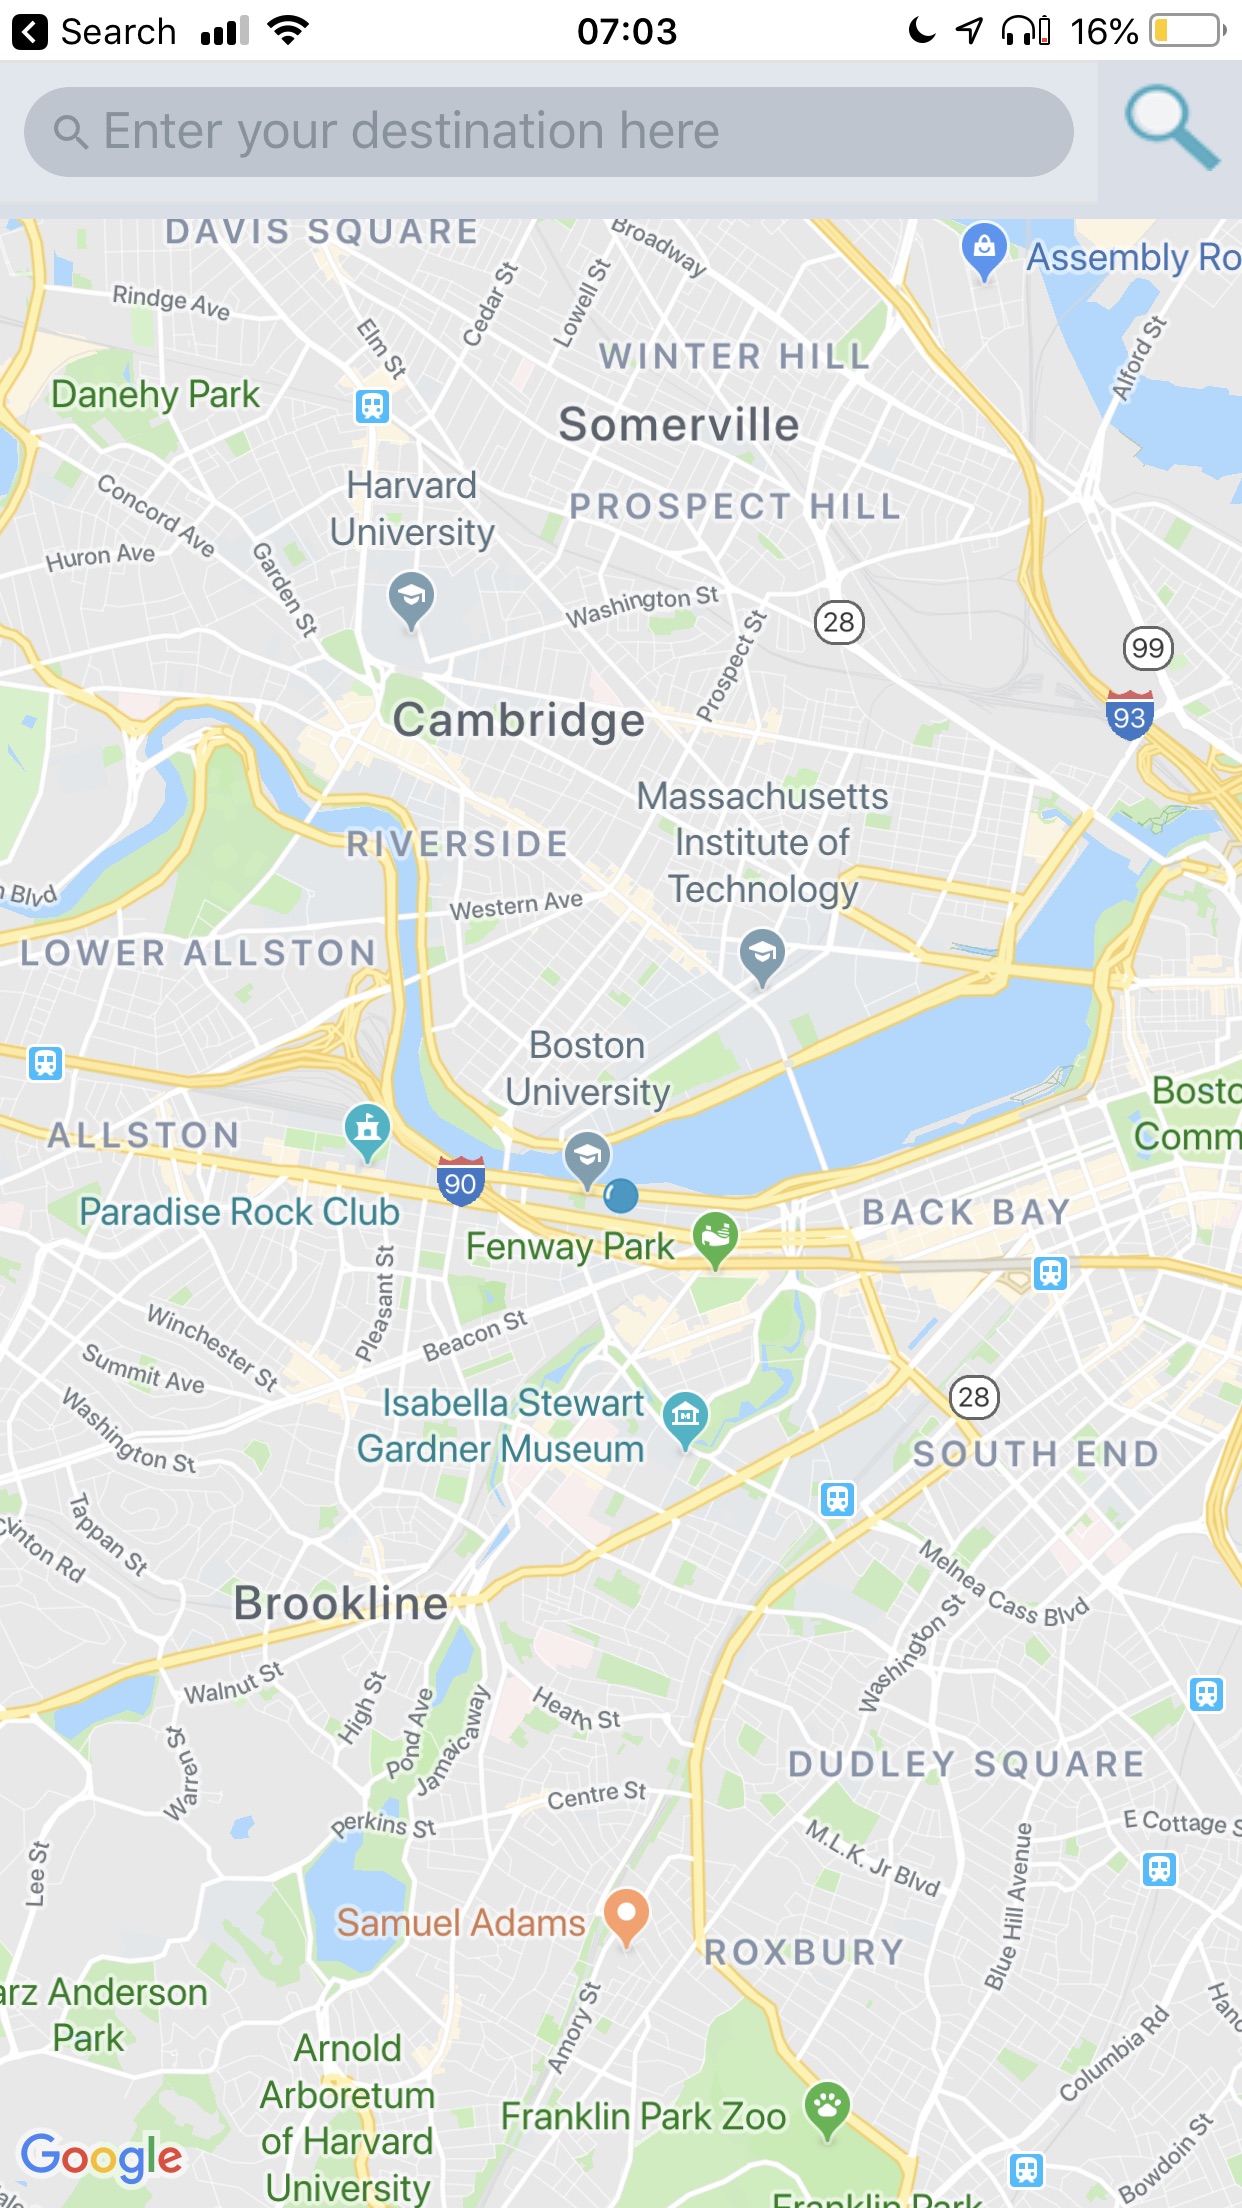 Search
07:03
16%
Enter your destination here
DAVIS SQUARE
Broadway
Assembly Ro
Rindge Ave
Cedar St
Lowell St
Elm St
Alford St
WINTER HILL
Danehy Park
Somerville
Harvard
University
PROSPECT HILL
Concord Ave
Huron Ave
Garden St
Washington St
28
Prospect St
99
93
Cambridge
Massachusetts
Institute of
Technology
RIVERSIDE
n Blvd
Western Ave
LOWER ALLSTON
Boston
University
Bosto
Comm
ALLSTON
90
Paradise Rock Club
BACK BAY
Fenway Park
Pleasant St
Beacon St
Winchester St
Summit Ave
Washington St
Isabella Stewart
Gardner Museum
28
SOUTH END
Tappan St
Clinton Rd
Melnea Cass Blvd
Brookline
Washington St
Walnut St
High St
Pond Ave
Jamaicaway
Heath St
Warren St
DUDLEY SQUARE
Centre St
Perkins St
E Cottage S
M.L.K. Jr Blvd
Lee St
Blue Hill Avenue
Samuel Adams
ROXBURY
arz Anderson
Park
Amory St
Hanc
Columbia Rd
Arnold
Arboretum
of Harvard
University
Franklin Park Zoo
Bowdoin St
Google
Franklin Park